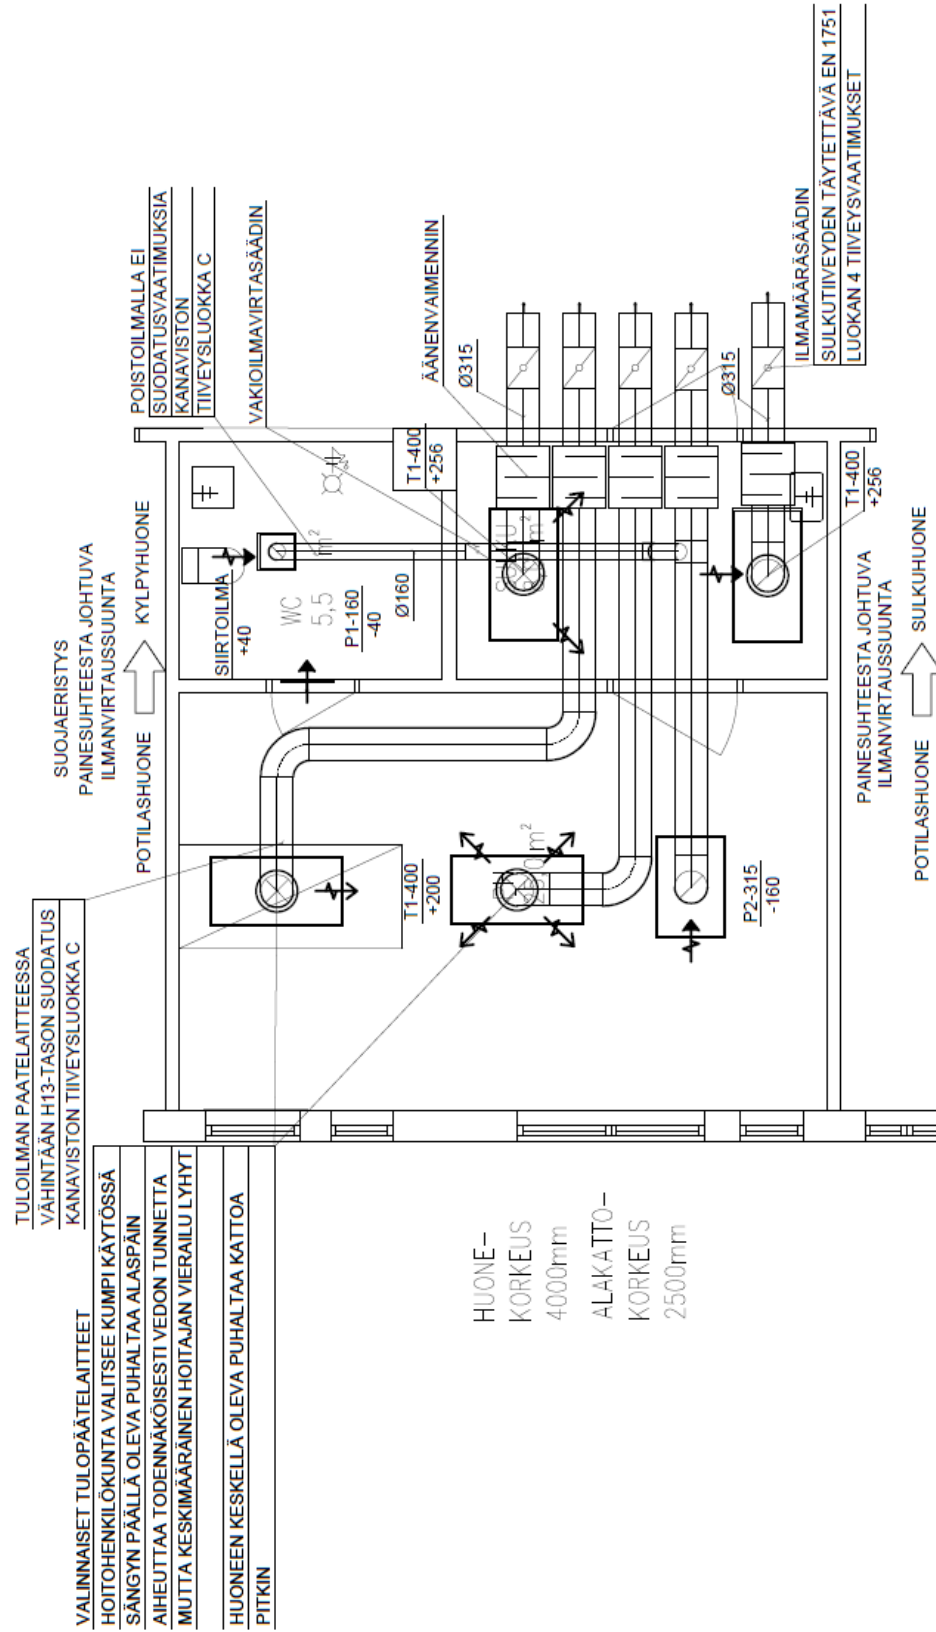 TULOILMAN PÄÄTELAITTEESSA
VÄHINTÄÄN H13-TASON SUODATUS
KANAVISTON TIIVEYSLUOKKA C
VALINNAISET TULOPÄÄTELAITTEET
HOITOHENKILÖKUNTA VALITSEE KUMPI KÄYTÖSSÄ
SÄNGYN PÄÄLLÄ OLEVA PUHALTAA ALASPÄIN
AIHEUTTAA TODENNÄKÖISESTI VEDON TUNNETTA
MUTTA KESKIMÄÄRÄINEN HOITAJAN VIERAILU LYHYT
HUONEEN KESKELLÄ OLEVA PUHALTAA KATTOA
PITKIN
SUOJAERISTYS
PAINESUHTEESTA JOHTUVA
ILMANVIRTAUSSUUNTA
POTILASHUONE
KYLPYHUONE
POISTOILMALLA EI
SUODATUSVAATIMUKSIA
KANAVISTON
TIIVEYSLUOKKA C
VAKIOILMAVIRTASÄÄDIN
SIIRTOILMA
+40
WC
5,5 m²
P1-160
-40
Ø160
T1-400
+256
ÄÄNENVAIMENNIN
Ø315
T1-400
+200
m²
P2-315
-160
Ø315
T1-400
+256
ILMAMÄÄRÄSÄÄDIN
SULKUTIIVEYDEN TÄYTETTÄVÄ EN 1751
LUOKAN 4 TIIVEYSVAATIMUKSET
PAINESUHTEESTA JOHTUVA
ILMANVIRTAUSSUUNTA
POTILASHUONE
SULKUHUONE
HUONE-
KORKEUS
4000mm
ALAKATTO-
KORKEUS
2500mm